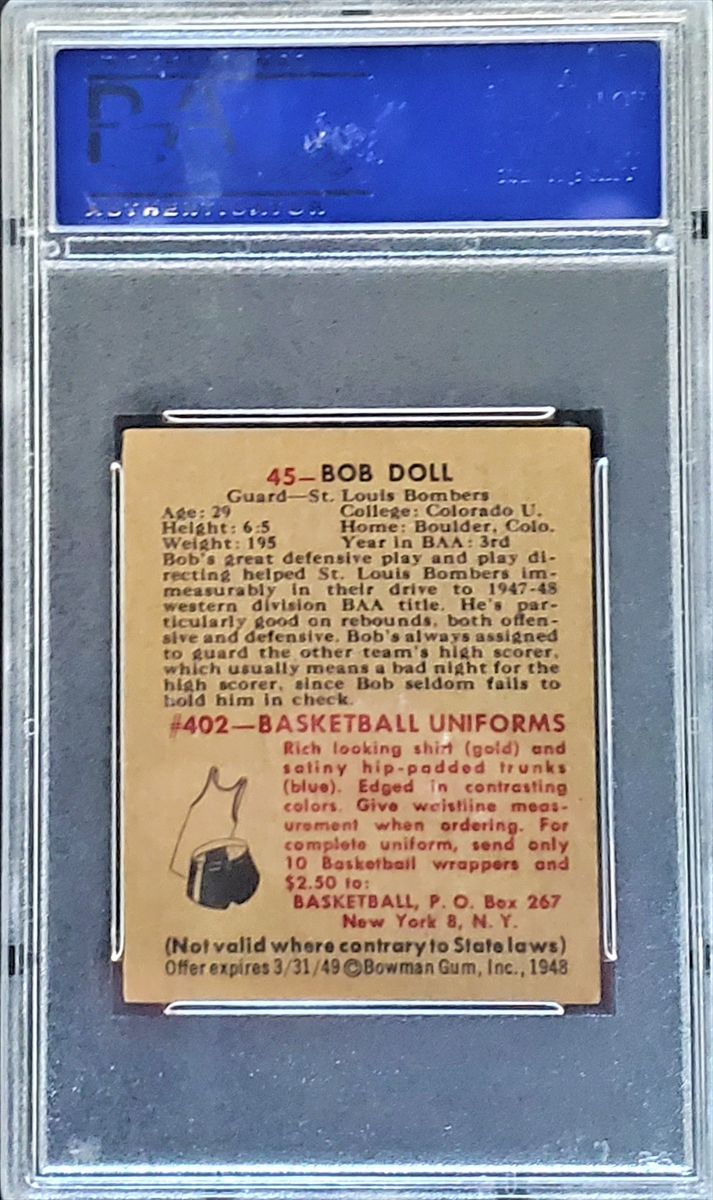 45—BOB DOLL
Guard—St. Louis Bombers
Age: 29 College: Colorado U.
Height: 6:5 Home: Boulder, Colo.
Weight: 195 Year in BAA: 3rd
Bob's great defensive play and play di-
recting helped St. Louis Bombers im-
measurably in their drive to 1947-48
western division BAA title. He's par-
ticularly good on rebounds, both offen-
sive and defensive. Bob's always assigned
to guard the other team's high scorer,
which usually means a bad night for the
high scorer, since Bob seldom fails to
hold him in check.
#402—BASKETBALL UNIFORMS
Rich looking shirt (gold) and
satiny hip-padded trunks
(blue). Edged in contrasting
colors. Give waistline meas-
urement when ordering. For
complete uniform, send only
10 Basketball wrappers and
$2.50 to:
BASKETBALL, P. O. Box 267
New York 8, N. Y.
(Not valid where contrary to State laws)
Offer expires 3/31/49 ©Bowman Gum, Inc., 1948